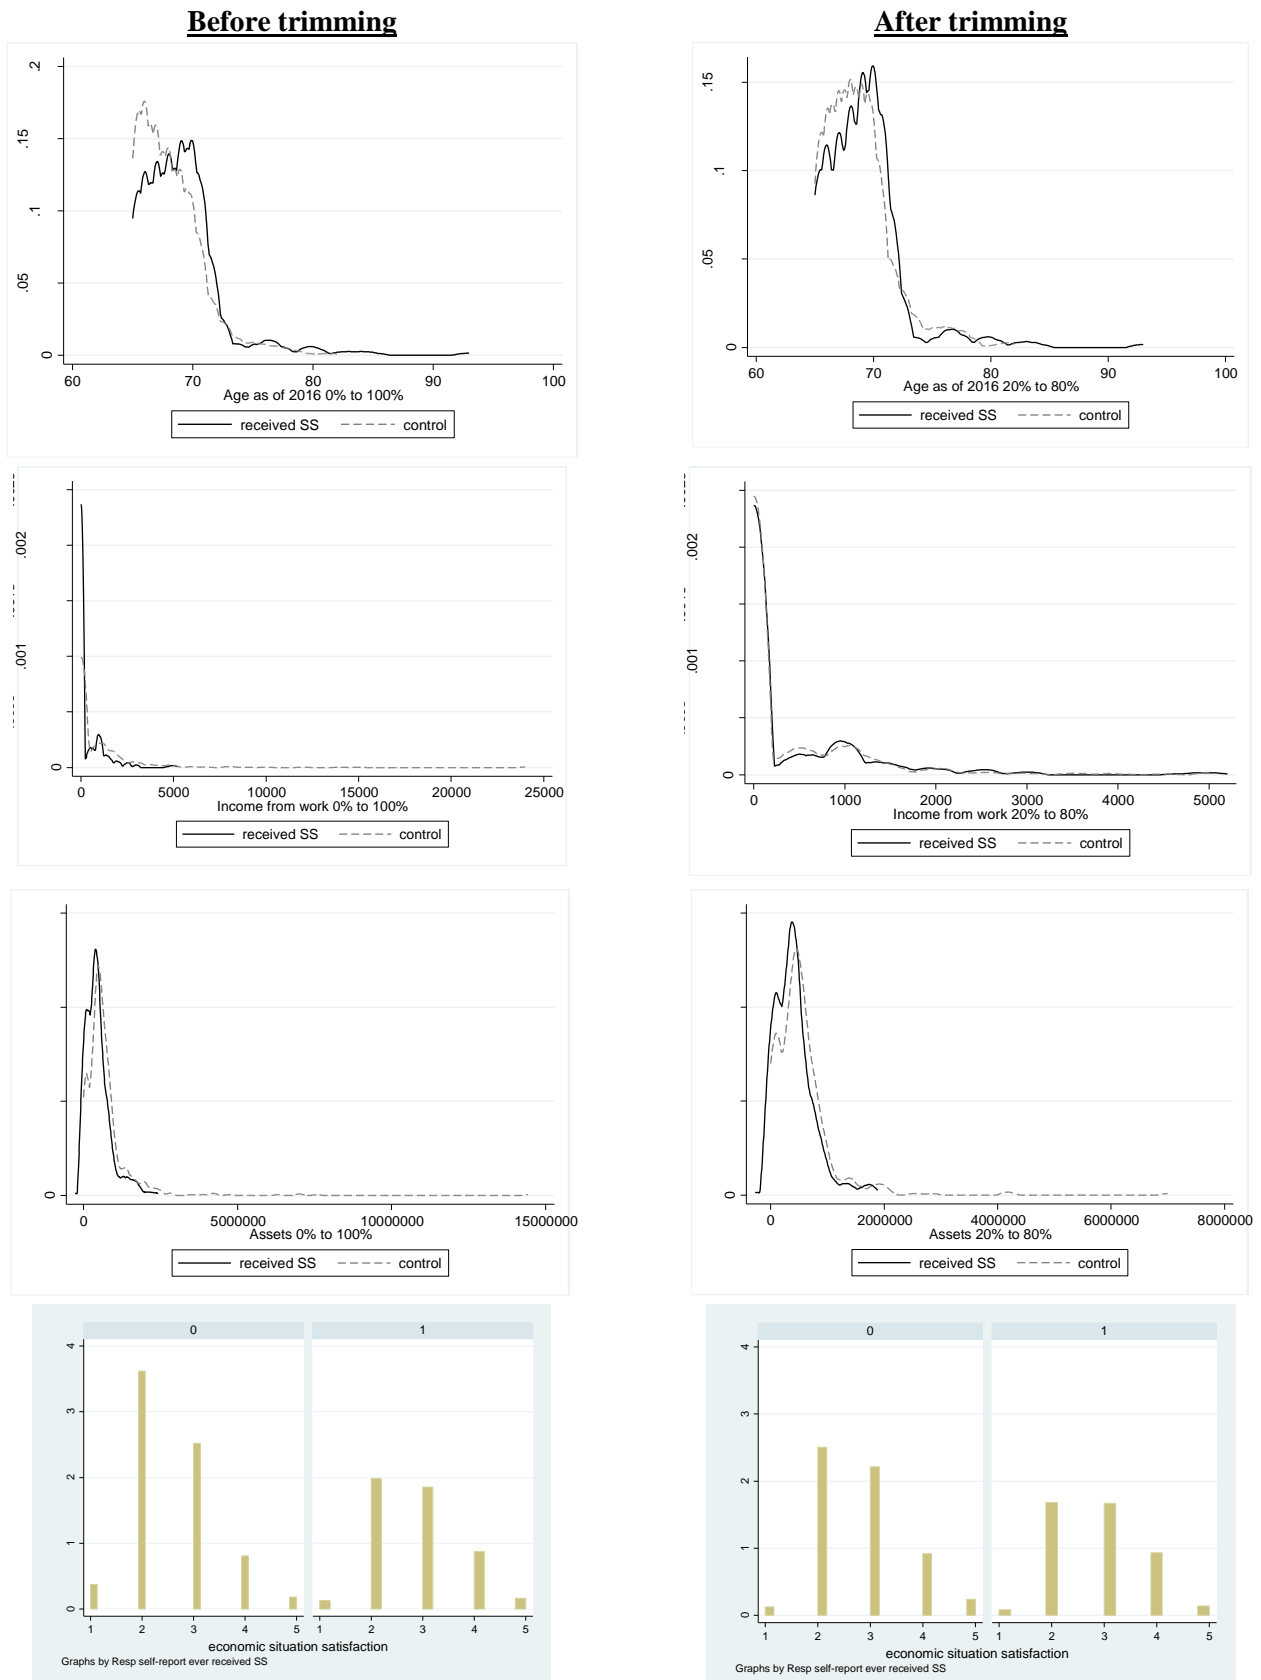 Before trimming
After trimming
.2
.15
.1
.05
0
60 70 80 90 100
Age as of 2016 0% to 100%
received SS control
.15
.1
.05
0
60 70 80 90 100
Age as of 2016 20% to 80%
received SS control
.002
.001
0
0 5000 10000 15000 20000 25000
Income from work 0% to 100%
received SS control
.002
.001
0
0 1000 2000 3000 4000 5000
Income from work 20% to 80%
received SS control
0
0 5000000 10000000 15000000
Assets 0% to 100%
received SS control
0
0 2000000 4000000 6000000 8000000
Assets 20% to 80%
received SS control
0 1
4
3
2
1
0
1 2 3 4 5 1 2 3 4 5
economic situation satisfaction
Graphs by Resp self-report ever received SS
0 1
4
3
2
1
0
1 2 3 4 5 1 2 3 4 5
economic situation satisfaction
Graphs by Resp self-report ever received SS